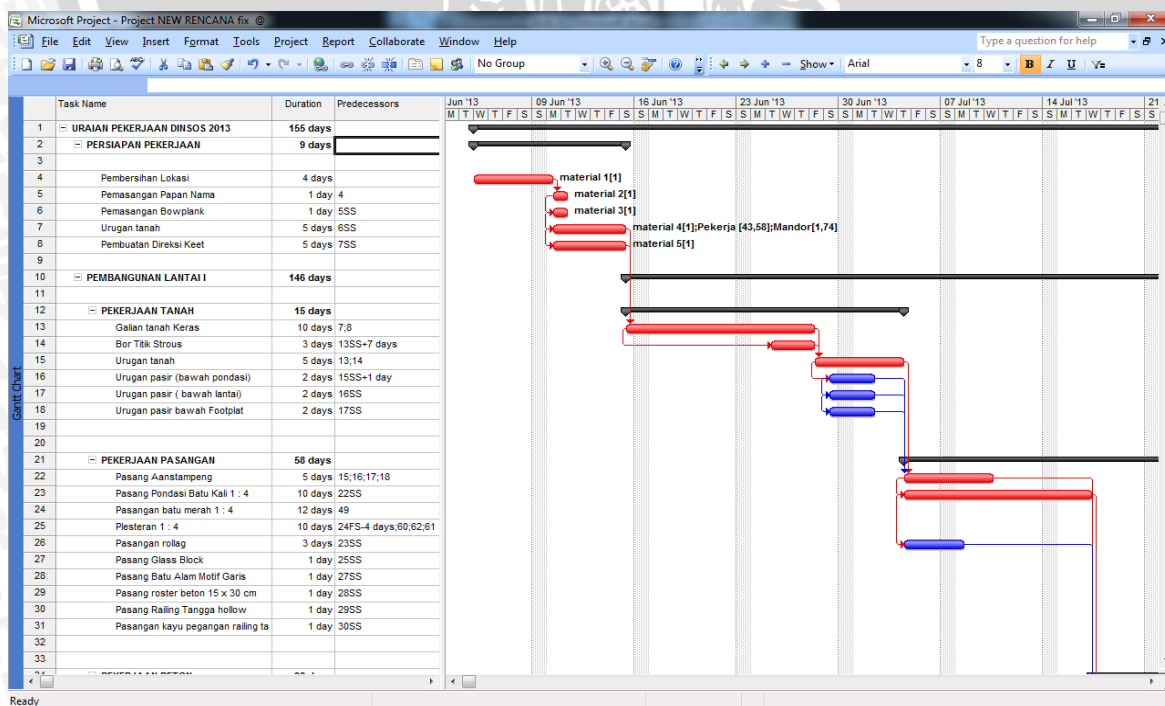 Microsoft Project - Project NEW RENCANA fix @
File Edit View Insert Format Tools Project Report Collaborate Window Help Type a question for help
No Group Show Arial 8 B I U
Task Name Duration Predecessors Jun '13 09 Jun '13 16 Jun '13 23 Jun '13 30 Jun '13 07 Jul '13 14 Jul '13 21
M T W T F S S M T W T F S S M T W T F S S M T W T F S S M T W T F S S M T W T F S S M T W T F S S
1 URAIAN PEKERJAAN DINSOS 2013 155 days
2 PERSIAPAN PEKERJAAN 9 days
3
4 Pembersihan Lokasi 4 days material 1[1]
5 Pemasangan Papan Nama 1 day 4 material 2[1]
6 Pemasangan Bowplank 1 day 5SS material 3[1]
7 Urugan tanah 5 days 6SS material 4[1];Pekerja [43,58];Mandor[1,74]
8 Pembuatan Direksi Keet 5 days 7SS material 5[1]
9
10 PEMBANGUNAN LANTAI I 146 days
11
12 PEKERJAAN TANAH 15 days
13 Galian tanah Keras 10 days 7;8
14 Bor Titik Strous 3 days 13SS+7 days
15 Urugan tanah 5 days 13;14
16 Urugan pasir (bawah pondasi) 2 days 15SS+1 day
17 Urugan pasir ( bawah lantai) 2 days 16SS
18 Urugan pasir bawah Footplat 2 days 17SS
19
20
21 PEKERJAAN PASANGAN 58 days
22 Pasang Aanstampeng 5 days 15;16;17;18
23 Pasang Pondasi Batu Kali 1 : 4 10 days 22SS
24 Pasangan batu merah 1 : 4 12 days 49
25 Plesteran 1 : 4 10 days 24FS-4 days;60;62;61
26 Pasangan rollag 3 days 23SS
27 Pasang Glass Block 1 day 25SS
28 Pasang Batu Alam Motif Garis 1 day 27SS
29 Pasang roster beton 15 x 30 cm 1 day 28SS
30 Pasang Railing Tangga hollow 1 day 29SS
31 Pasangan kayu pegangan railing ta 1 day 30SS
32
33
Gantt Chart
Ready